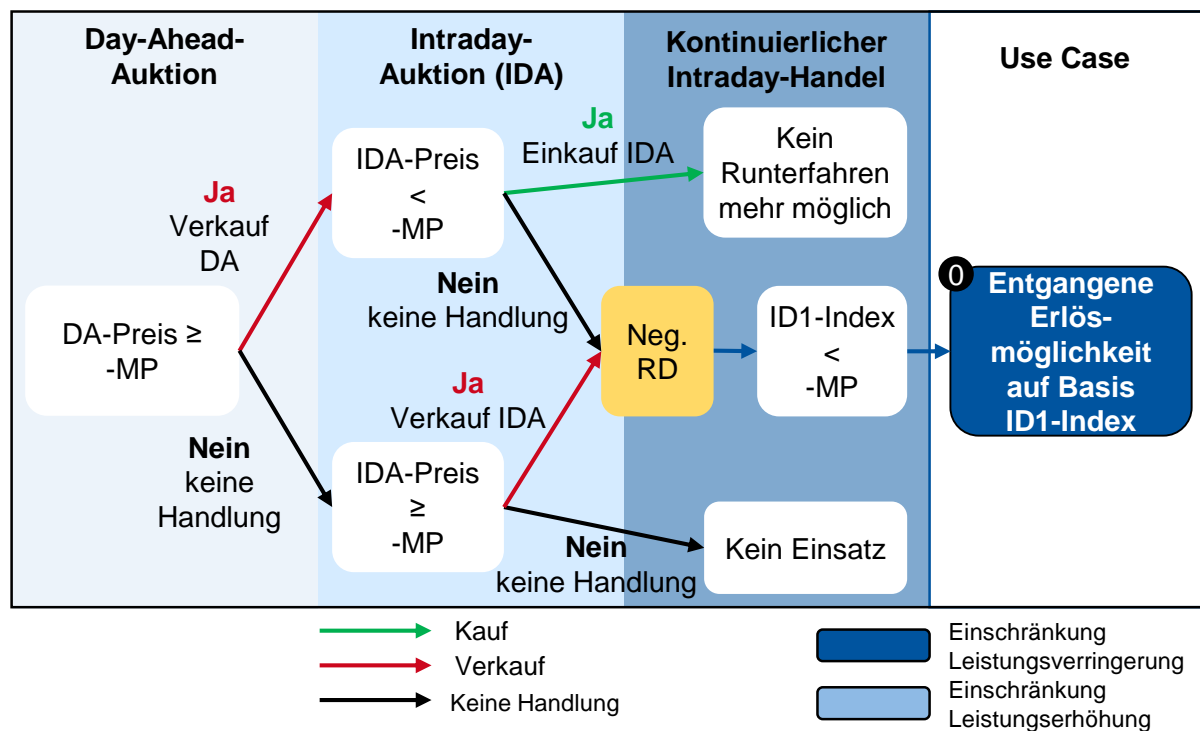 Day-Ahead-
Auktion
Intraday-
Auktion (IDA)
Kontinuierlicher
Intraday-Handel
Use Case
Ja
Verkauf
DA
IDA-Preis
<
-MP
Ja
Einkauf IDA
Kein
Runterfahren
mehr möglich
DA-Preis ≥
-MP
Nein
keine Handlung
Neg.
RD
ID1-Index
<
-MP
0
Entgangene
Erlös-
möglichkeit
auf Basis
ID1-Index
Ja
Verkauf IDA
Nein
keine
Handlung
IDA-Preis
≥
-MP
Nein
keine Handlung
Kein Einsatz
Kauf
Verkauf
Keine Handlung
Einschränkung
Leistungsverringerung
Einschränkung
Leistungserhöhung